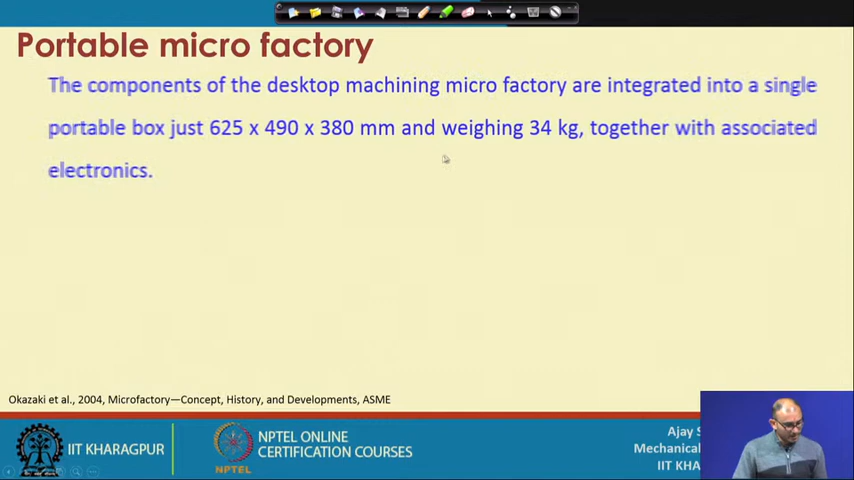 Portable micro factory
The components of the desktop machining micro factory are integrated into a single
portable box just 625 x 490 x 380 mm and weighing 34 kg, together with associated
electronics.
Okazaki et al., 2004, Microfactory—Concept, History, and Developments, ASME
IIT KHARAGPUR
NPTEL
NPTEL ONLINE
CERTIFICATION COURSES
Ajay
Mechanical
IIT KHA